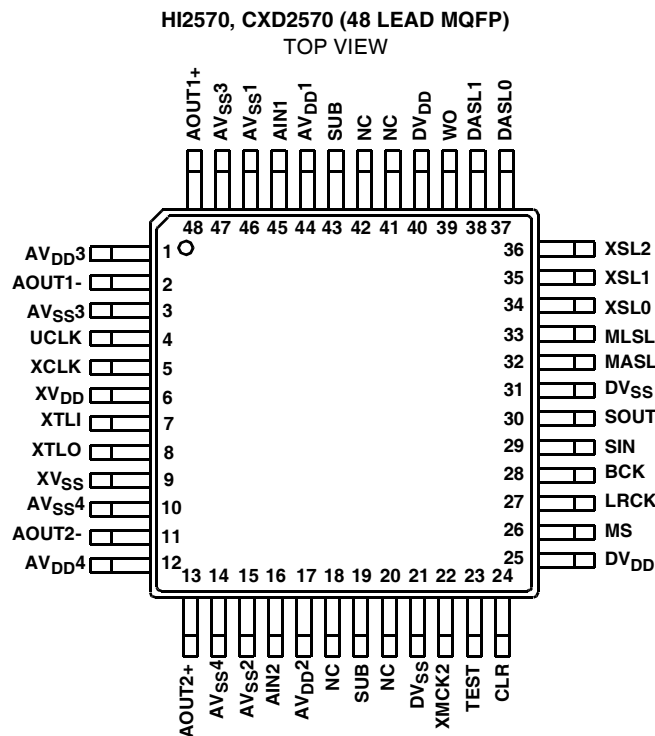 HI2570, CXD2570 (48 LEAD MQFP)
TOP VIEW
AOUT1+ AVSS3 AVSS1 AIN1 AVDD1 SUB NC NC DVDD WO DASL1 DASL0
48 47 46 45 44 43 42 41 40 39 38 37
AVDD3 1
AOUT1- 2
AVSS3 3
UCLK 4
XCLK 5
XVDD 6
XTLI 7
XTLO 8
XVSS 9
AVSS4 10
AOUT2- 11
AVDD4 12
36 XSL2
35 XSL1
34 XSL0
33 MLSL
32 MASL
31 DVSS
30 SOUT
29 SIN
28 BCK
27 LRCK
26 MS
25 DVDD
13 14 15 16 17 18 19 20 21 22 23 24
AOUT2+ AVSS4 AVSS2 AIN2 AVDD2 NC SUB NC DVSS XMCK2 TEST CLR